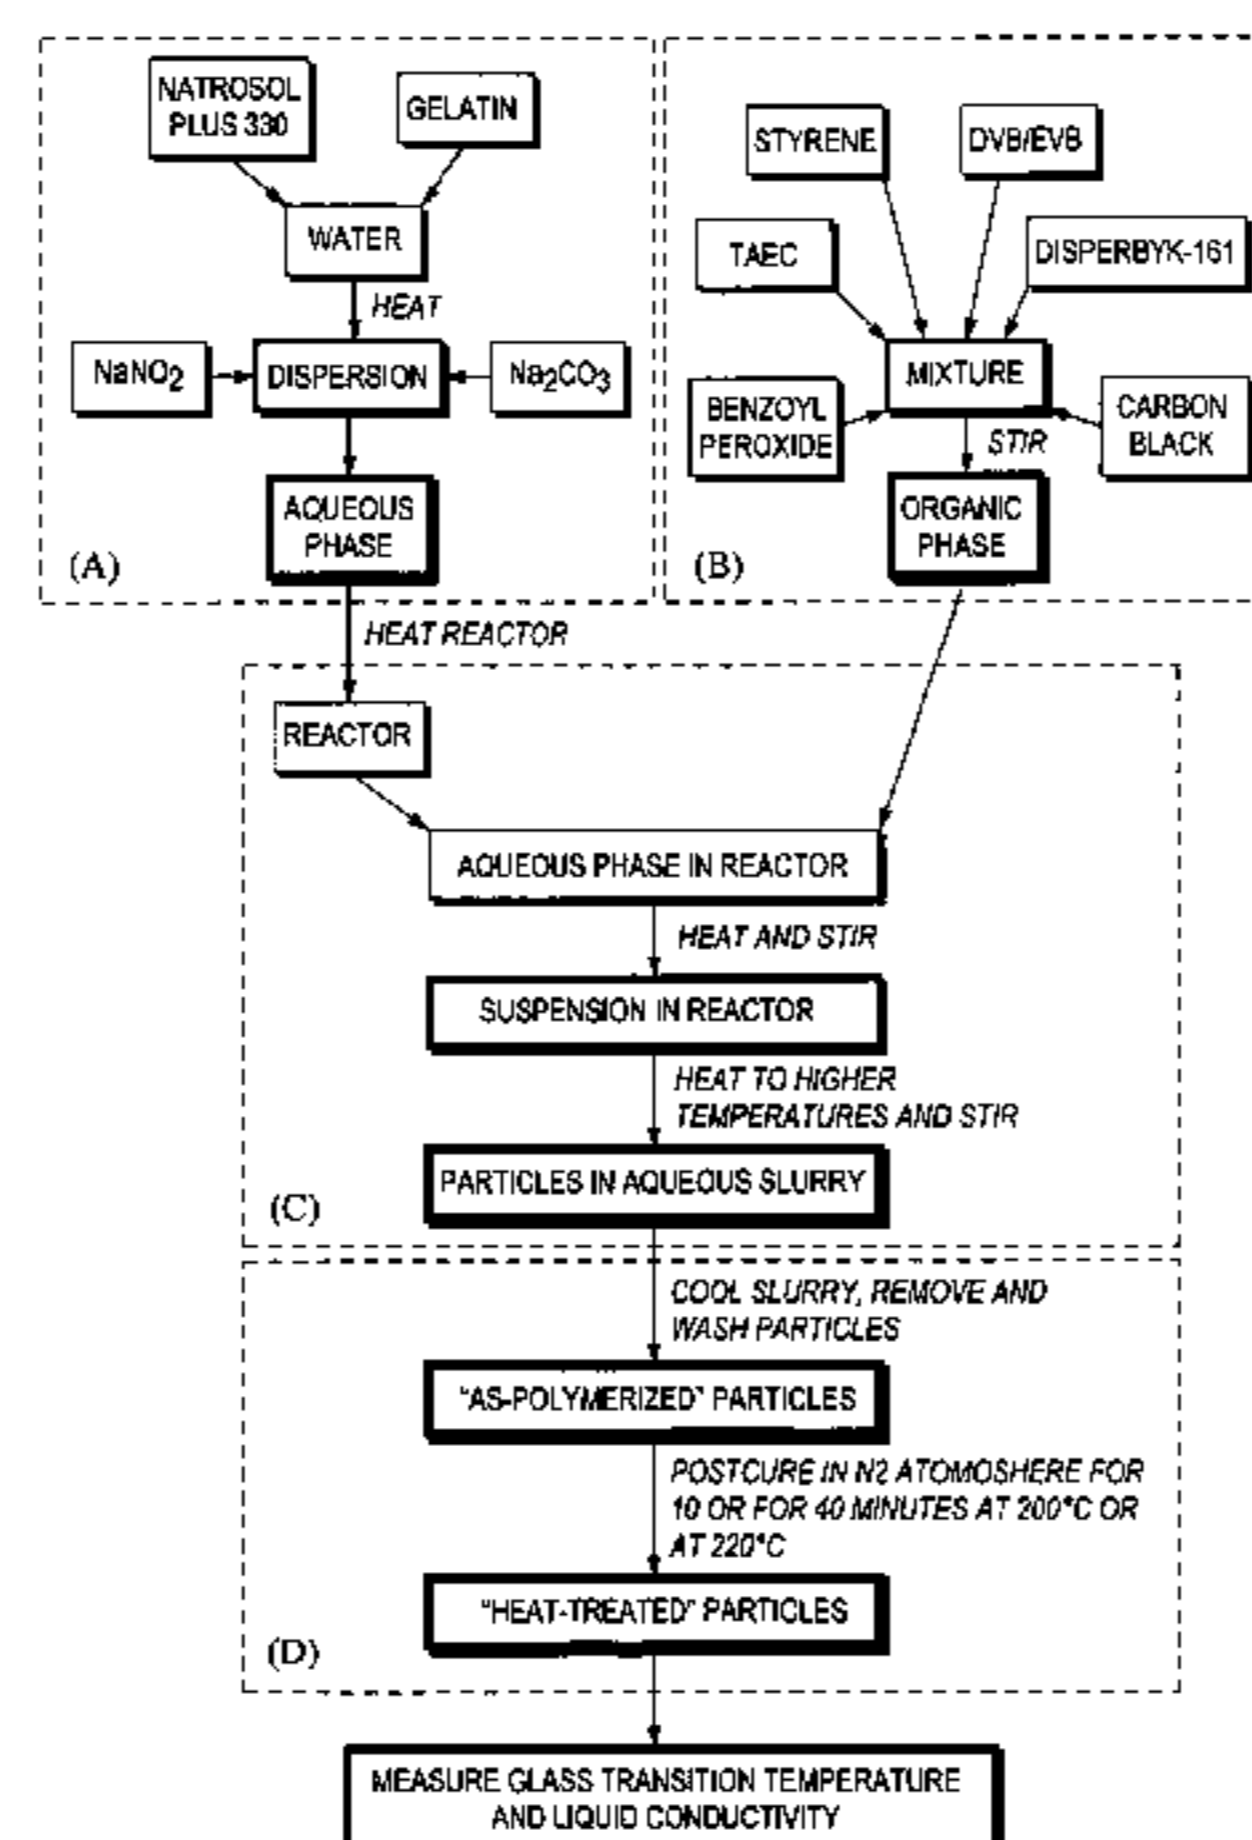 NATROSOL
PLUS 330
GELATIN
WATER
HEAT
NaNO2
DISPERSION
Na2CO3
AQUEOUS
PHASE
(A)
STYRENE
DVB/EVB
TAEC
DISPERBYK-161
MIXTURE
BENZOYL
PEROXIDE
CARBON
BLACK
STIR
ORGANIC
PHASE
(B)
HEAT REACTOR
REACTOR
AQUEOUS PHASE IN REACTOR
HEAT AND STIR
SUSPENSION IN REACTOR
HEAT TO HIGHER
TEMPERATURES AND STIR
PARTICLES IN AQUEOUS SLURRY
(C)
COOL SLURRY, REMOVE AND
WASH PARTICLES
"AS-POLYMERIZED" PARTICLES
POSTCURE IN N2 ATOMOSHERE FOR
10 OR FOR 40 MINUTES AT 200°C OR
AT 220°C
"HEAT-TREATED" PARTICLES
(D)
MEASURE GLASS TRANSITION TEMPERATURE
AND LIQUID CONDUCTIVITY